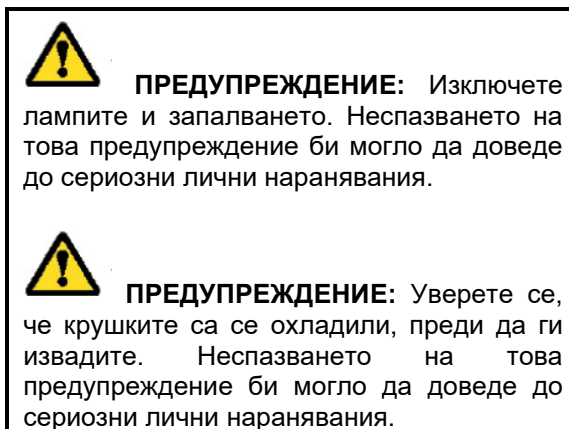 ПРЕДУПРЕЖДЕНИЕ: Изключете
лампите и запалването. Неспазването на
това предупреждение би могло да доведе
до сериозни лични наранявания.
ПРЕДУПРЕЖДЕНИЕ: Уверете се,
че крушките са се охладили, преди да ги
извадите. Неспазването на това
предупреждение би могло да доведе до
сериозни лични наранявания.